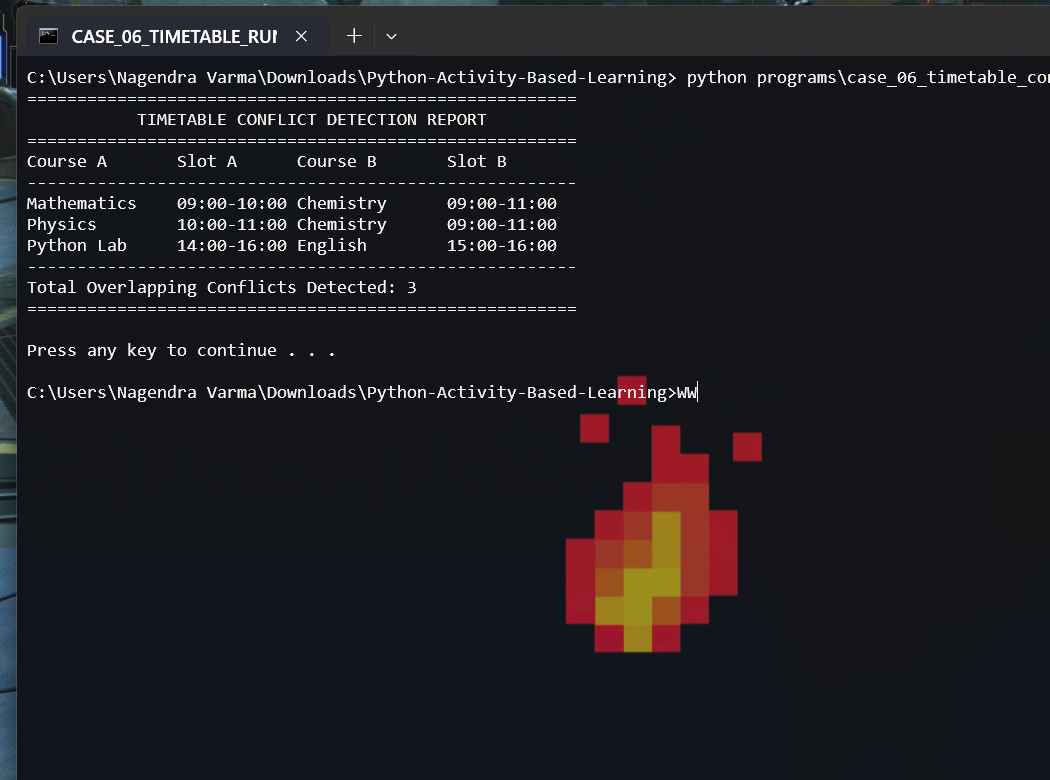 CASE_06_TIMETABLE_RUN
C:\Users\Nagendra Varma\Downloads\Python-Activity-Based-Learning> python programs\case_06_timetable_co
=======================================================
TIMETABLE CONFLICT DETECTION REPORT
=======================================================
Course A Slot A Course B Slot B
-------------------------------------------------------
Mathematics 09:00-10:00 Chemistry 09:00-11:00
Physics 10:00-11:00 Chemistry 09:00-11:00
Python Lab 14:00-16:00 English 15:00-16:00
-------------------------------------------------------
Total Overlapping Conflicts Detected: 3
=======================================================
Press any key to continue . . .
C:\Users\Nagendra Varma\Downloads\Python-Activity-Based-Learning>WW